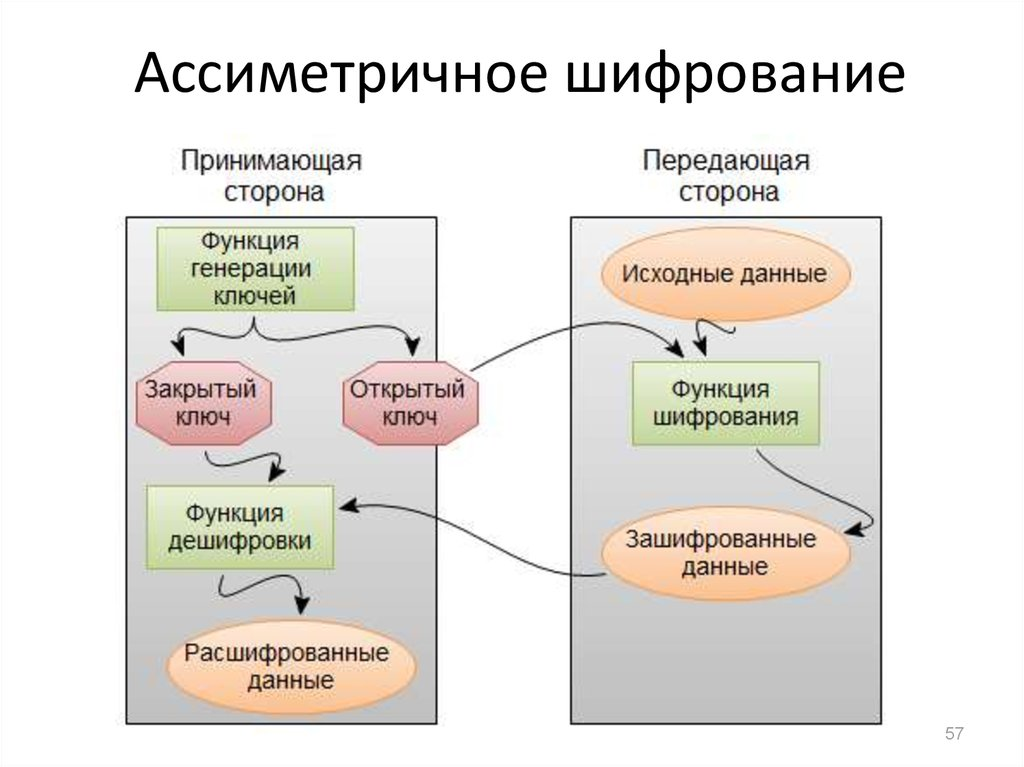 Ассиметричное шифрование
Принимающая
сторона
Передающая
сторона
Функция
генерации
ключей
Исходные данные
Закрытый
ключ
Открытый
ключ
Функция
шифрования
Функция
дешифровки
Зашифрованные
данные
Расшифрованные
данные
57